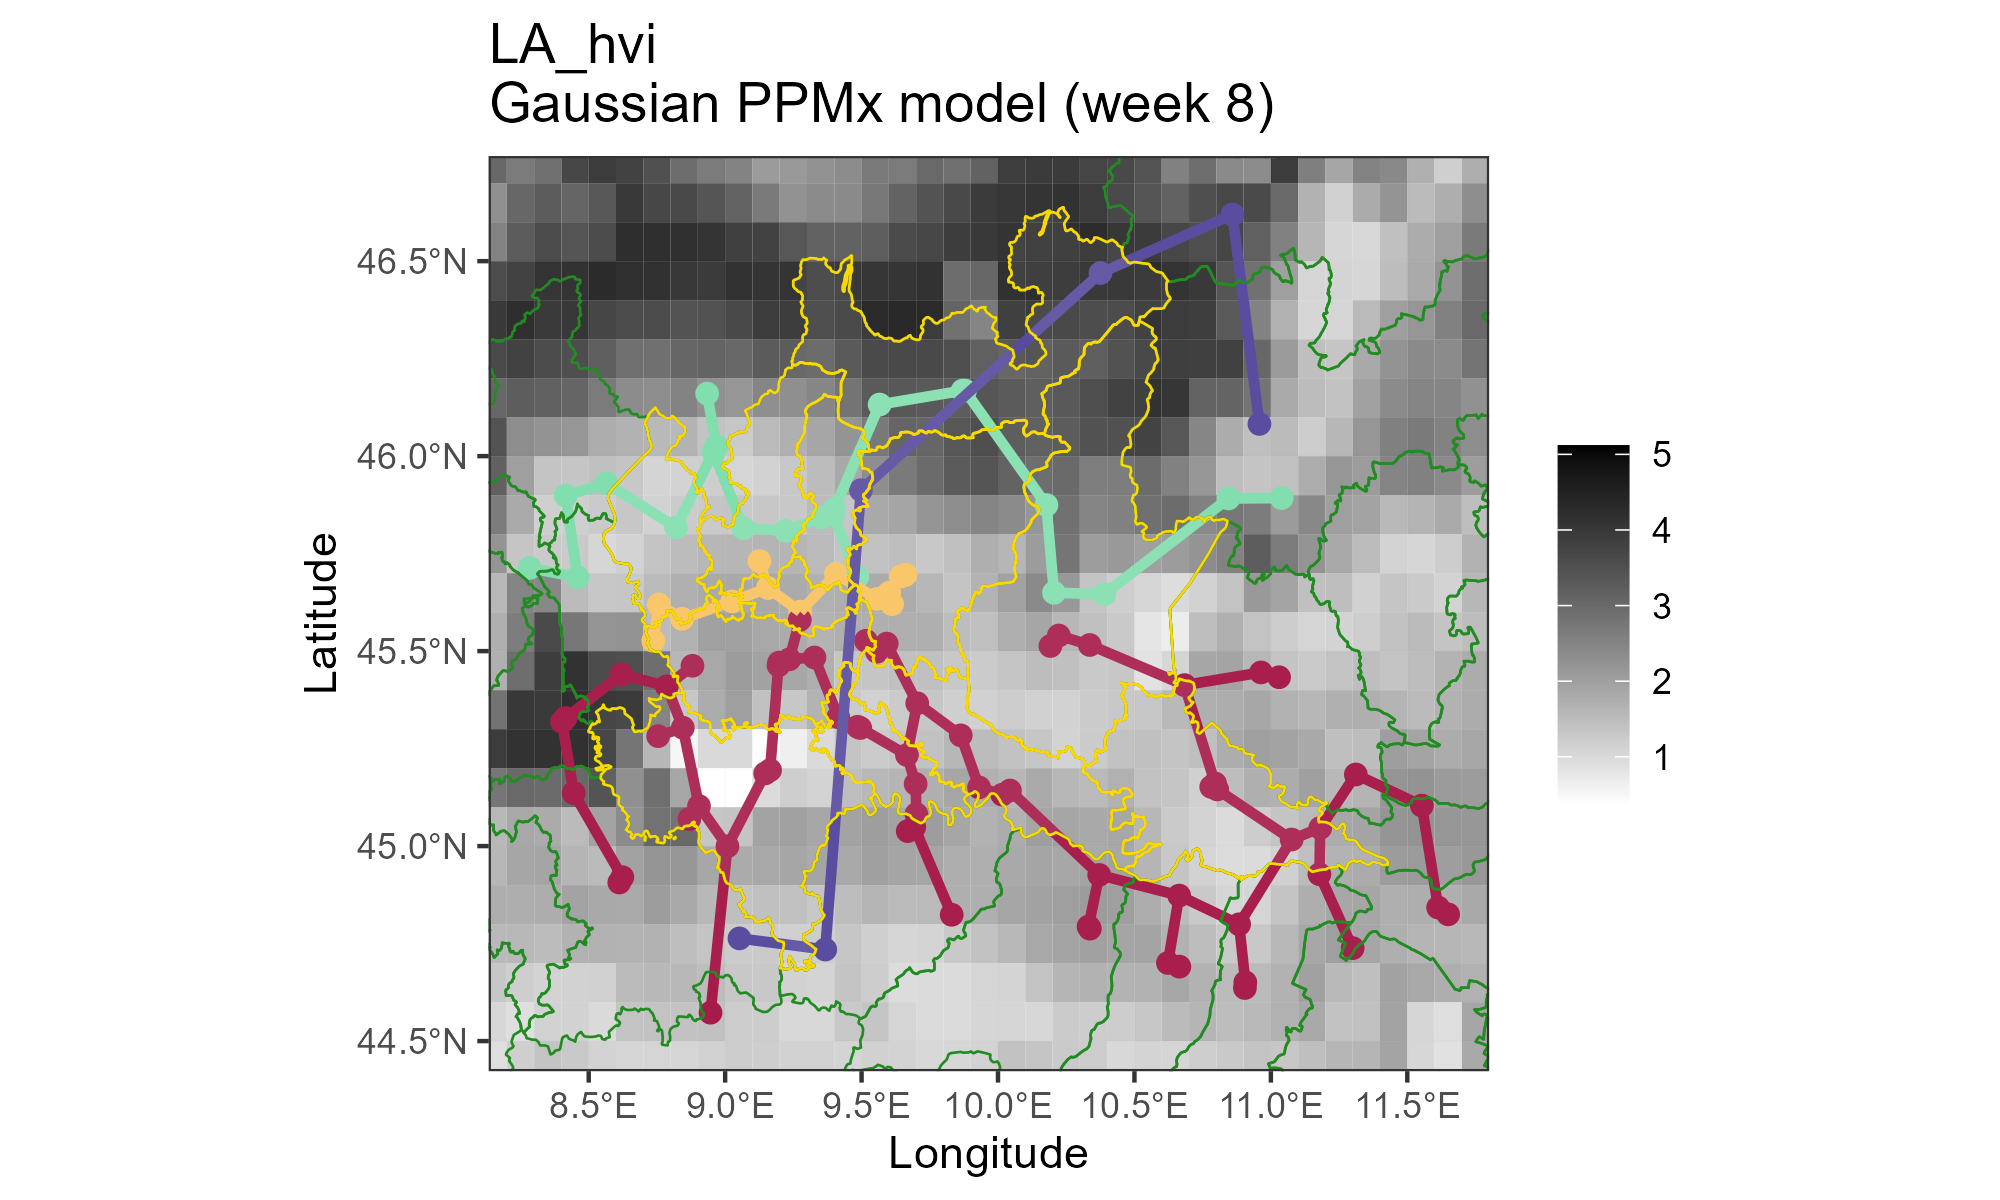 LA_hvi
Gaussian PPMx model (week 8)
46.5°N
46.0°N
45.5°N
45.0°N
44.5°N
Latitude
8.5°E 9.0°E 9.5°E 10.0°E 10.5°E 11.0°E 11.5°E
Longitude
5
4
3
2
1